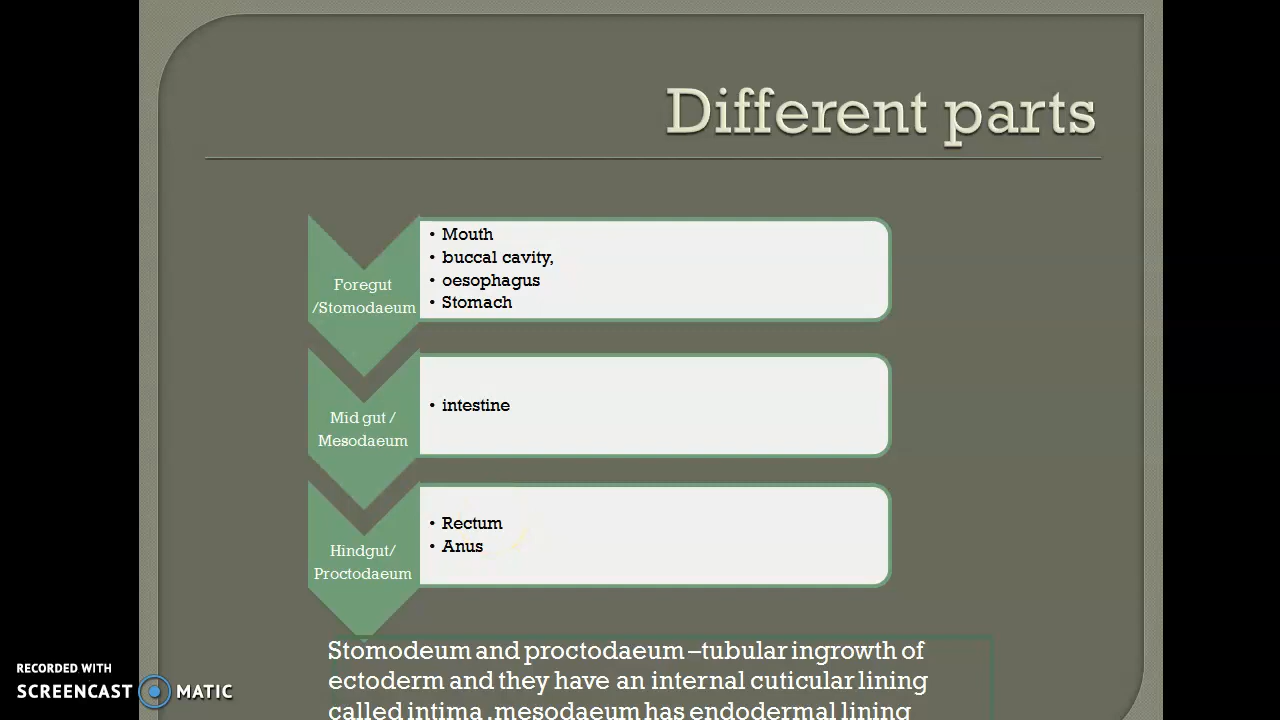 Different parts
Foregut
/Stomodaeum
• Mouth
• buccal cavity,
• oesophagus
• Stomach
Mid gut /
Mesodaeum
• intestine
Hindgut/
Proctodaeum
• Rectum
• Anus
Stomodeum and proctodaeum –tubular ingrowth of
ectoderm and they have an internal cuticular lining
called intima .mesodaeum has endodermal lining
RECORDED WITH
SCREENCAST MATIC